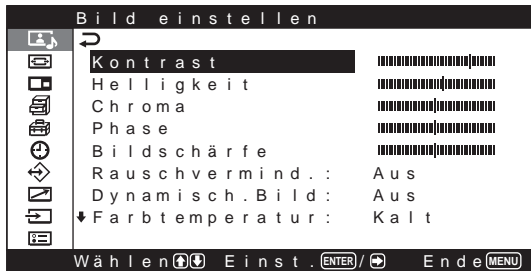 Bild einstellen
Kontrast
Helligkeit
Chroma
Phase
Bildschärfe
Rauschvermind.: Aus
Dynamisch.Bild: Aus
Farbtemperatur: Kalt
Wählen Einst. ENTER / Ende MENU